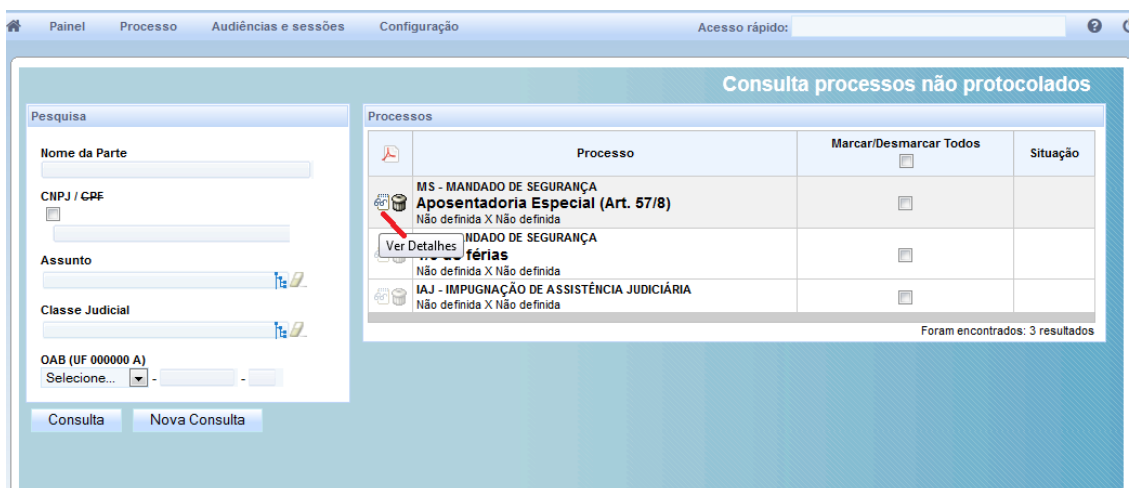 Painel Processo Audiências e sessões Configuração Acesso rápido:
Consulta processos não protocolados
Pesquisa
Nome da Parte
CNPJ / CPF
Assunto
Classe Judicial
OAB (UF 000000 A)
Selecione... - -
Consulta Nova Consulta
Processos
Processo Marcar/Desmarcar Todos Situação
MS - MANDADO DE SEGURANÇA
Aposentadoria Especial (Art. 57/8)
Não definida X Não definida
Ver Detalhes
NDADO DE SEGURANÇA
férias
Não definida X Não definida
IAJ - IMPUGNAÇÃO DE ASSISTÊNCIA JUDICIÁRIA
Não definida X Não definida
Foram encontrados: 3 resultados